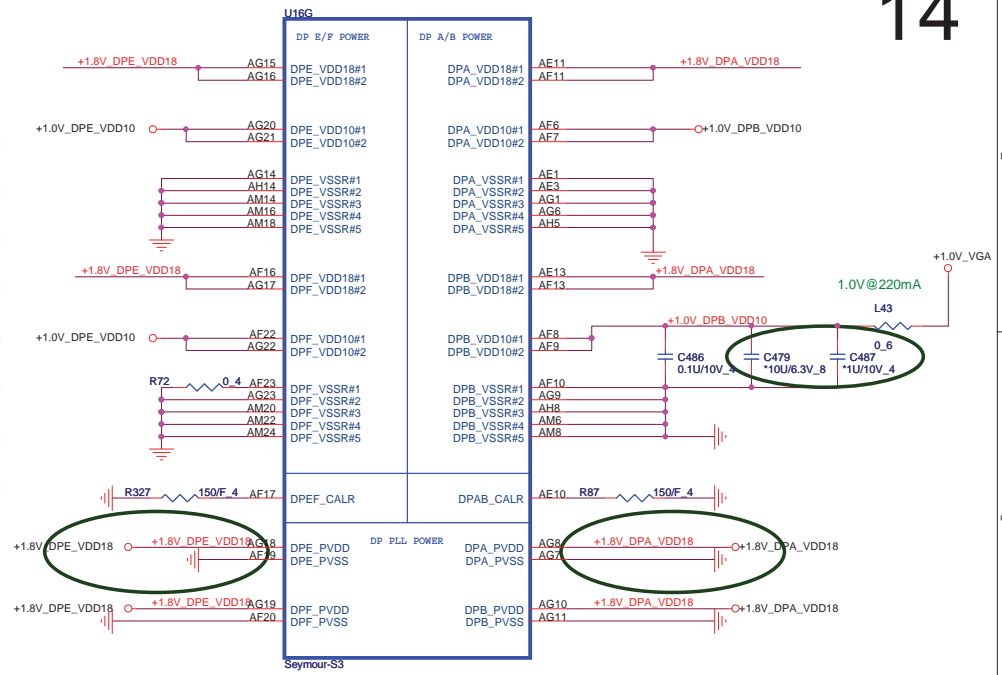 14
U16G
DP E/F POWER DP A/B POWER
+1.8V_DPE_VDD18 AG15 DPE_VDD18#1 DPA_VDD18#1 AE11 +1.8V_DPA_VDD18
AG16 DPE_VDD18#2 DPA_VDD18#2 AF11
+1.0V_DPE_VDD10 AG20 DPE_VDD10#1 DPA_VDD10#1 AF6 +1.0V_DPB_VDD10
AG21 DPE_VDD10#2 DPA_VDD10#2 AF7
AG14 DPE_VSSR#1 DPA_VSSR#1 AE1
AH14 DPE_VSSR#2 DPA_VSSR#2 AE3
AM14 DPE_VSSR#3 DPA_VSSR#3 AG1
AM16 DPE_VSSR#4 DPA_VSSR#4 AG6
AM18 DPE_VSSR#5 DPA_VSSR#5 AH5
+1.0V_VGA
+1.8V_DPE_VDD18 AF16 DPF_VDD18#1 DPB_VDD18#1 AE13 +1.8V_DPA_VDD18
AG17 DPF_VDD18#2 DPB_VDD18#2 AF13
1.0V@220mA
L43
+1.0V_DPB_VDD10
+1.0V_DPE_VDD10 AF22 DPF_VDD10#1 DPB_VDD10#1 AF8
AG22 DPF_VDD10#2 DPB_VDD10#2 AF9
0_6
C486 C479 C487
0.1U/10V_4 *10U/6.3V_8 *1U/10V_4
R72 0_4 AF23 DPF_VSSR#1 DPB_VSSR#1 AF10
AG23 DPF_VSSR#2 DPB_VSSR#2 AG9
AM20 DPF_VSSR#3 DPB_VSSR#3 AH8
AM22 DPF_VSSR#4 DPB_VSSR#4 AM6
AM24 DPF_VSSR#5 DPB_VSSR#5 AM8
R327 150/F_4 AF17 DPEF_CALR DPAB_CALR AE10 R87 150/F_4
DP PLL POWER
+1.8V_DPE_VDD18 +1.8V_DPE_VDD18 AG18 DPE_PVDD DPA_PVDD AG8 +1.8V_DPA_VDD18 +1.8V_DPA_VDD18
AF19 DPE_PVSS DPA_PVSS AG7
+1.8V_DPE_VDD18 +1.8V_DPE_VDD18 AG19 DPF_PVDD DPB_PVDD AG10 +1.8V_DPA_VDD18 +1.8V_DPA_VDD18
AF20 DPF_PVSS DPB_PVSS AG11
Seymour-S3